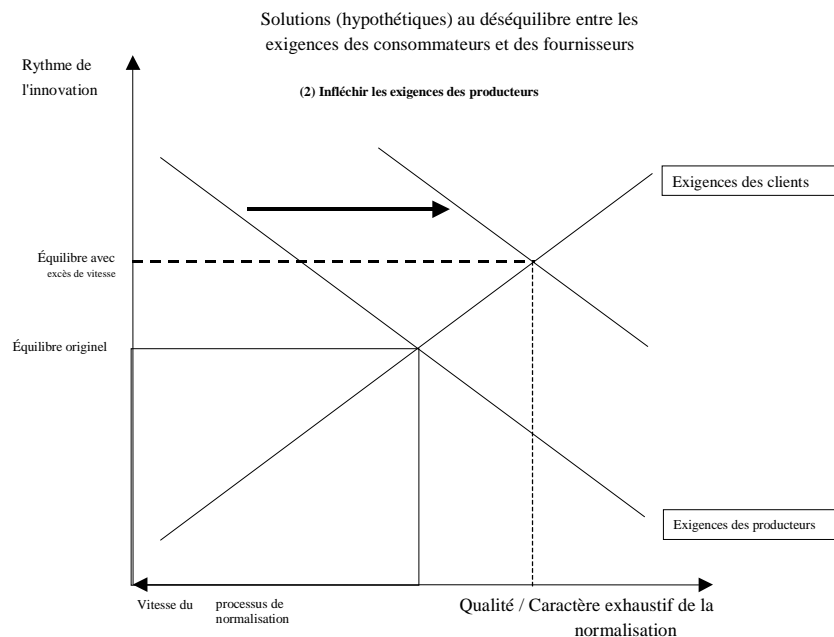 Solutions (hypothétiques) au déséquilibre entre les
exigences des consommateurs et des fournisseurs
Rythme de
l'innovation
(2) Infléchir les exigences des producteurs
Exigences des clients
Équilibre avec
excès de vitesse
Équilibre originel
Exigences des producteurs
Vitesse du processus de
normalisation
Qualité / Caractère exhaustif de la
normalisation